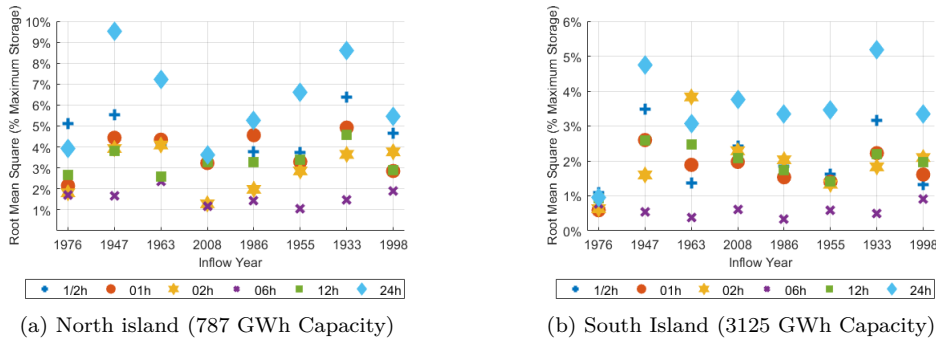 Root Mean Square (% Maximum Storage)
10%
9%
8%
7%
6%
5%
4%
3%
2%
1%
1976 1947 1963 2008 1986 1955 1933 1998
Inflow Year
1/2h 01h 02h 06h 12h 24h
(a) North island (787 GWh Capacity)
Root Mean Square (% Maximum Storage)
6%
5%
4%
3%
2%
1%
0%
1976 1947 1963 2008 1986 1955 1933 1998
Inflow Year
1/2h 01h 02h 06h 12h 24h
(b) South Island (3125 GWh Capacity)